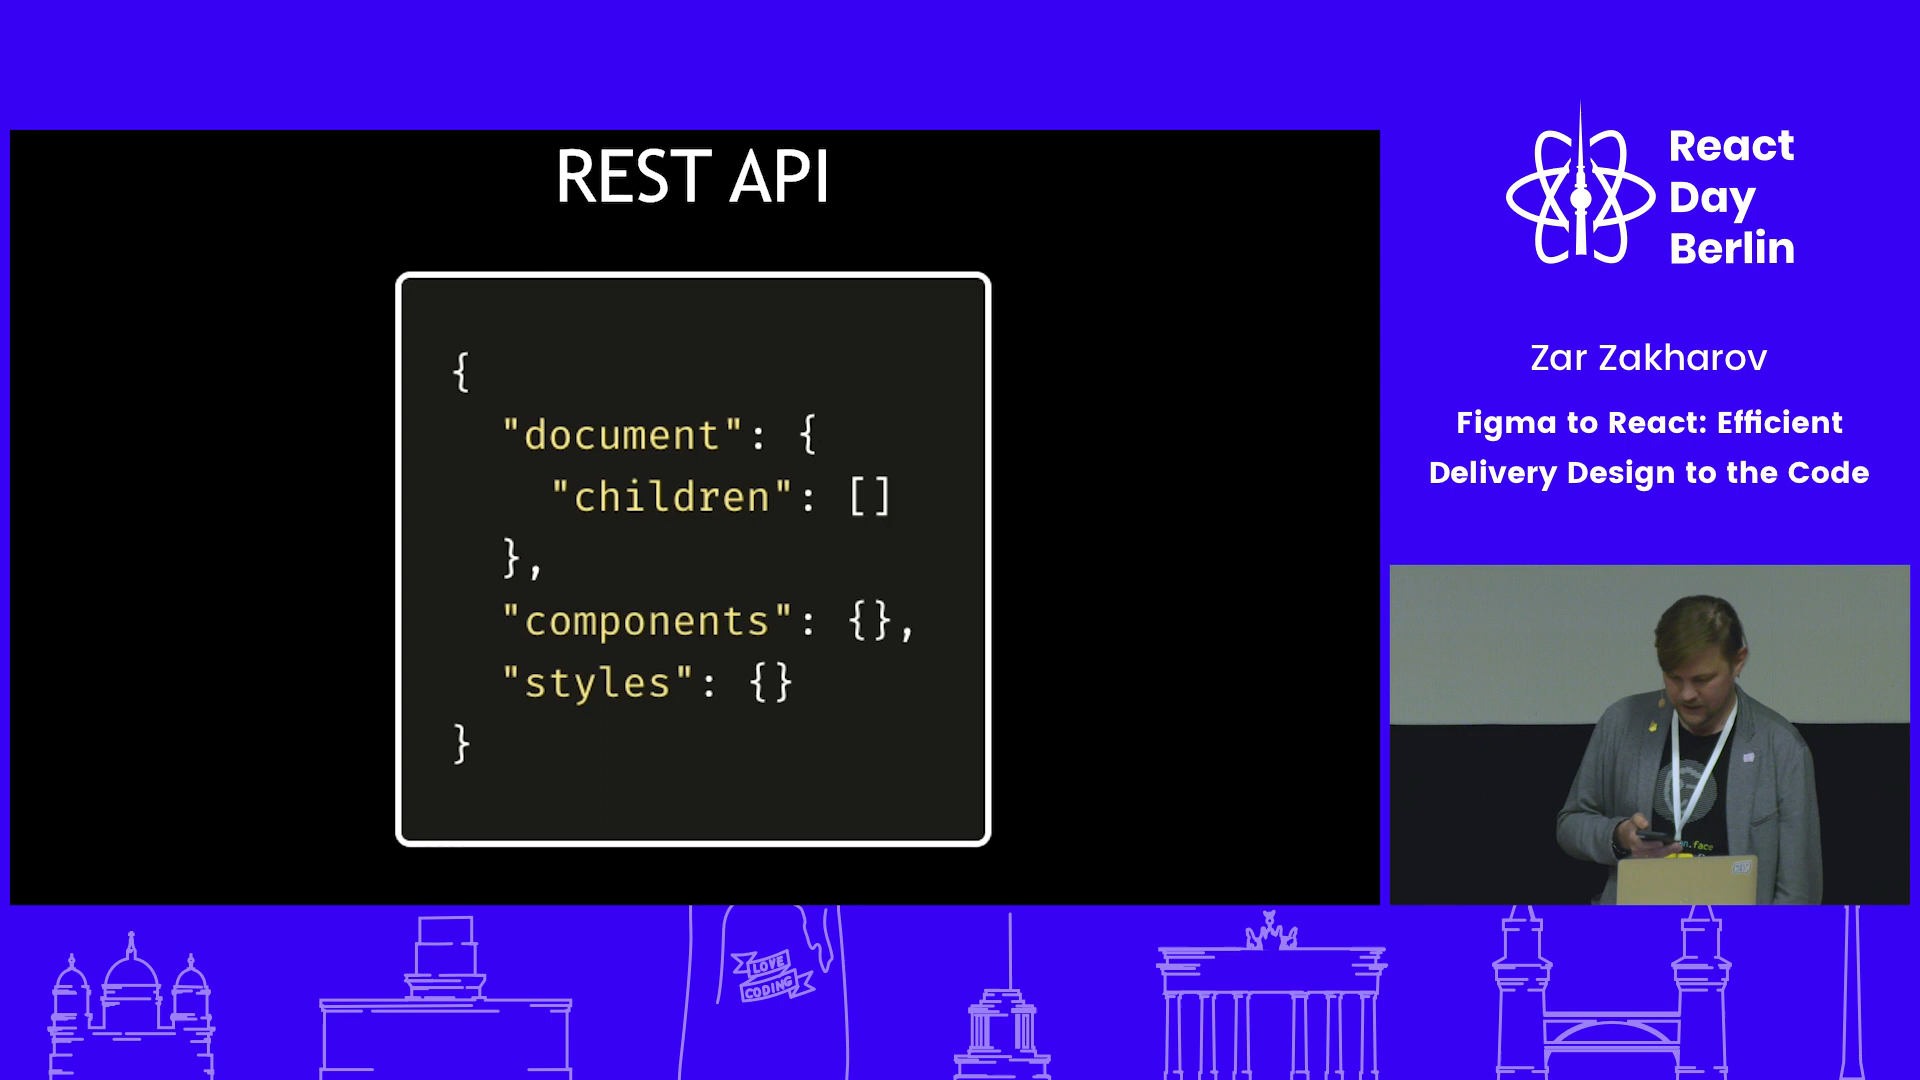 REST API
{
"document": {
"children": []
},
"components": {},
"styles": {}
}
React
Day
Berlin
Zar Zakharov
Figma to React: Efficient
Delivery Design to the Code
.face
LOVE
CODING